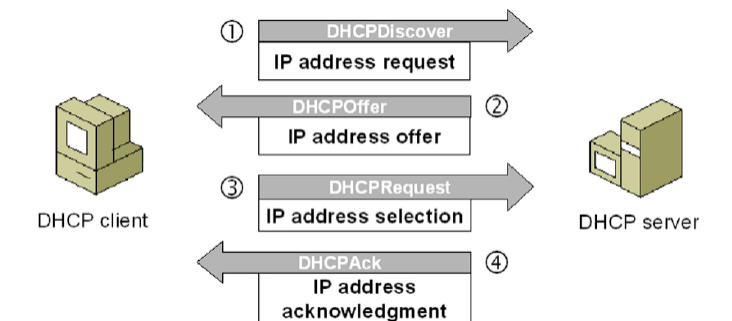 ① DHCPDiscover
IP address request
DHCPOffer ②
IP address offer
③ DHCPRequest
IP address selection
DHCP client
DHCP server
DHCPAck ④
IP address
acknowledgment